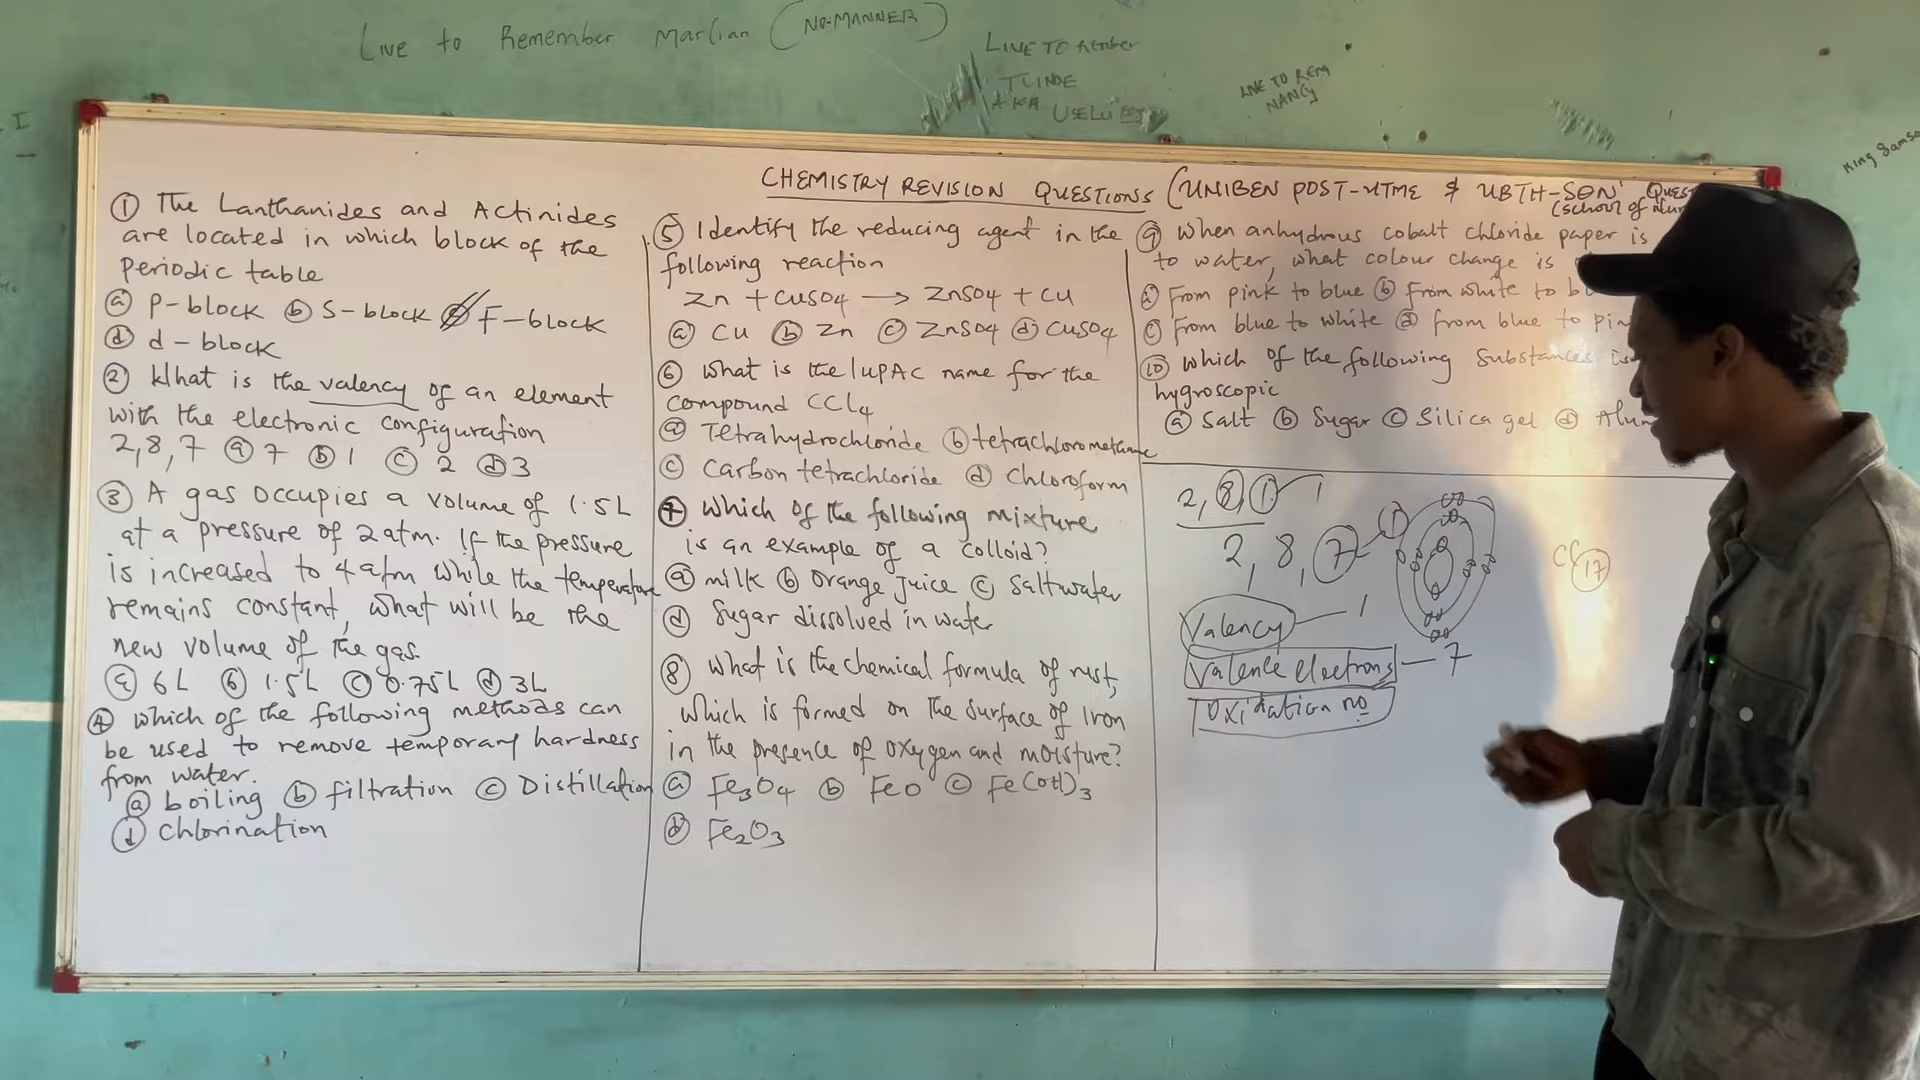 Live to Remember Marlian (NO-MANNER)
LIVE TO
TLINDE
AKA
USELU
LIVE TO REM
NANCY
King Samso
I
CHEMISTRY REVISION QUESTIONS (UNIBEN POST-UTME & UBTH-SON QUEST
(School of Nur
① The Lanthanides and Actinides
are located in which block of the
periodic table
ⓐ P-block ⓑ S-block ⓒ F-block
ⓓ d-block
② What is the valency of an element
with the electronic configuration
2,8,7 ⓐ 7 ⓑ 1 ⓒ 2 ⓓ 3
③ A gas occupies a volume of 1.5L
at a pressure of 2atm. If the pressure
is increased to 4atm while the temperature
remains constant, what will be the
new volume of the gas.
ⓐ 6L ⓑ 1.5L ⓒ 0.75L ⓓ 3L
④ which of the following methods can
be used to remove temporary hardness
from water.
ⓐ boiling ⓑ filtration ⓒ Distillation
ⓓ chlorination
⑤ Identify the reducing agent in the
following reaction
Zn + CuSO4 → ZnSO4 + Cu
ⓐ Cu ⓑ Zn ⓒ ZnSO4 ⓓ CuSO4
⑥ What is the IUPAC name for the
compound CCl4
ⓐ Tetrahydrochloride ⓑ tetrachloromethane
ⓒ Carbon tetrachloride ⓓ Chloroform
⑦ Which of the following mixture
is an example of a colloid?
ⓐ milk ⓑ orange juice ⓒ Saltwater
ⓓ Sugar dissolved in water
⑧ What is the chemical formula of rust,
which is formed on the surface of Iron
in the presence of oxygen and moisture?
ⓐ Fe3O4 ⓑ FeO ⓒ Fe(OH)3
ⓓ Fe2O3
⑨ When anhydrous cobalt chloride paper is
to water, what colour change is
ⓐ From pink to blue ⓑ from white to bl
ⓒ From blue to white ⓓ from blue to pin
⑩ which of the following substances is
hygroscopic
ⓐ Salt ⓑ Sugar ⓒ Silica gel ⓓ Alum
2, 8, 1 1
2, 8, 7 - 1
Cl 17
Valency — 1
Valence electrons — 7
Oxidation no